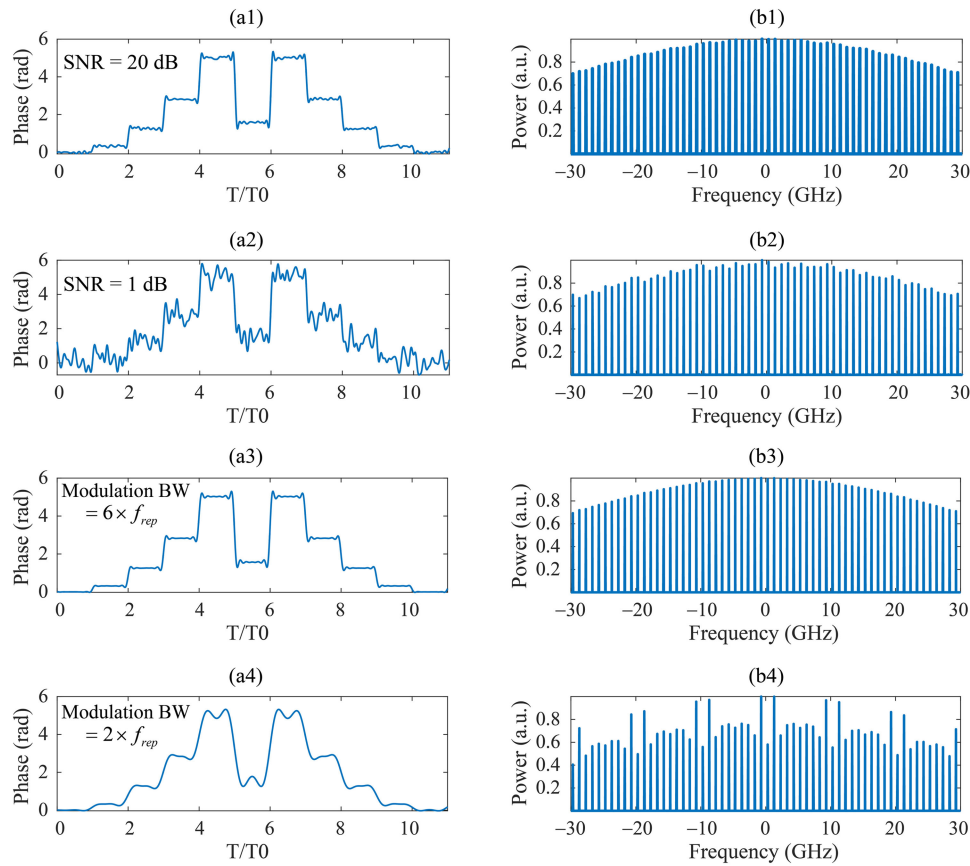 (a1)
(b1)
SNR = 20 dB
Phase (rad)
6
4
2
0
0 2 4 6 8 10
T/T0
Power (a.u.)
0.8
0.6
0.4
0.2
−30 −20 −10 0 10 20 30
Frequency (GHz)
(a2)
(b2)
SNR = 1 dB
Phase (rad)
6
4
2
0
0 2 4 6 8 10
T/T0
Power (a.u.)
0.8
0.6
0.4
0.2
−30 −20 −10 0 10 20 30
Frequency (GHz)
(a3)
(b3)
Modulation BW
= 6 × frep
Phase (rad)
6
4
2
0
0 2 4 6 8 10
T/T0
Power (a.u.)
0.8
0.6
0.4
0.2
−30 −20 −10 0 10 20 30
Frequency (GHz)
(a4)
(b4)
Modulation BW
= 2 × frep
Phase (rad)
6
4
2
0
0 2 4 6 8 10
T/T0
Power (a.u.)
0.8
0.6
0.4
0.2
−30 −20 −10 0 10 20 30
Frequency (GHz)